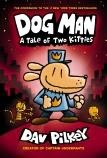 DOG MAN
A TALE OF TWO KITTIES
DAV PILKEY
CREATOR OF CAPTAIN UNDERPANTS